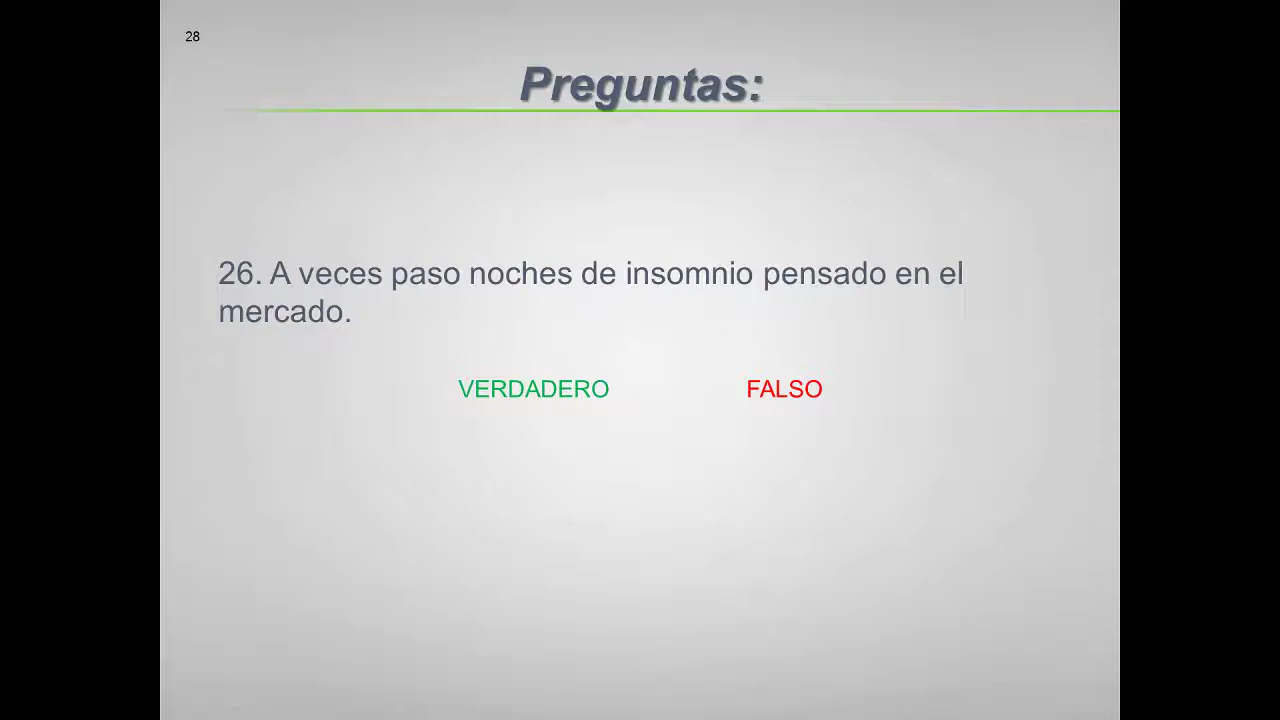 28
Preguntas:
26. A veces paso noches de insomnio pensado en el
mercado.
VERDADERO FALSO